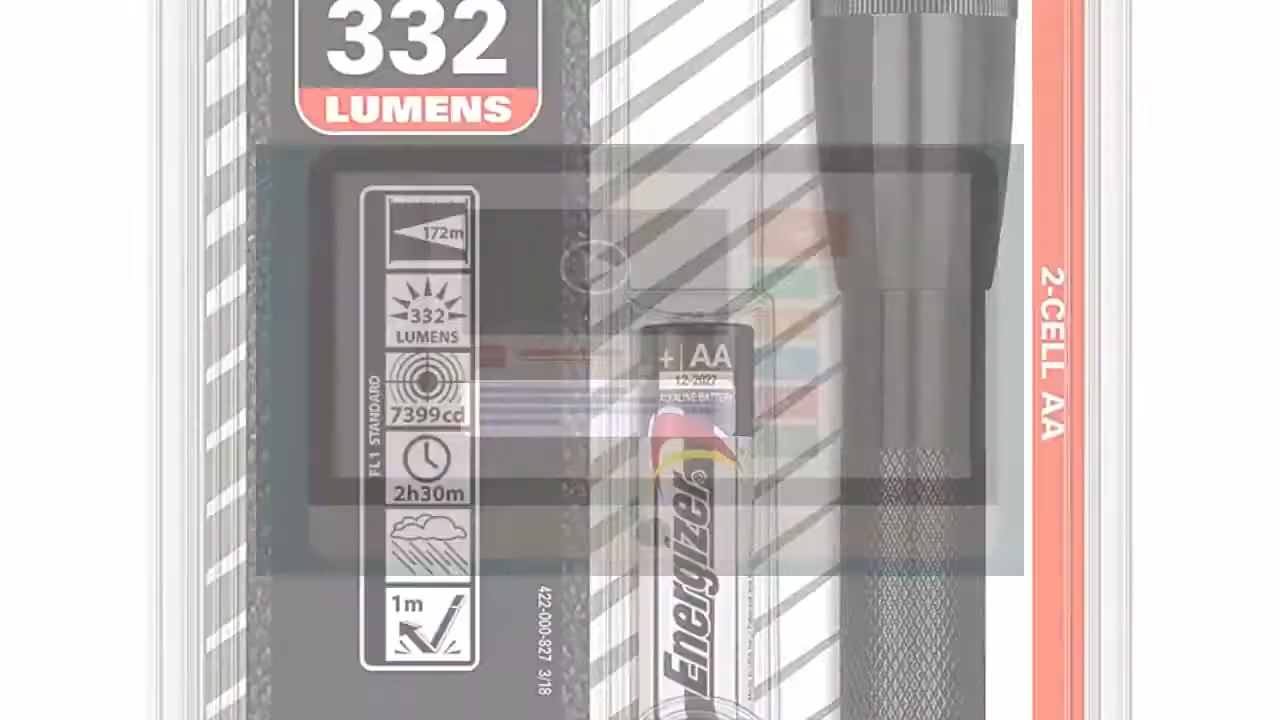 332
LUMENS
172m
332
LUMENS
7399cd
2h30m
1m
FL1 STANDARD
422-000-827 3/18
+ AA
12-2027
ALKALINE BATTERY
Energizer
2-CELL AA